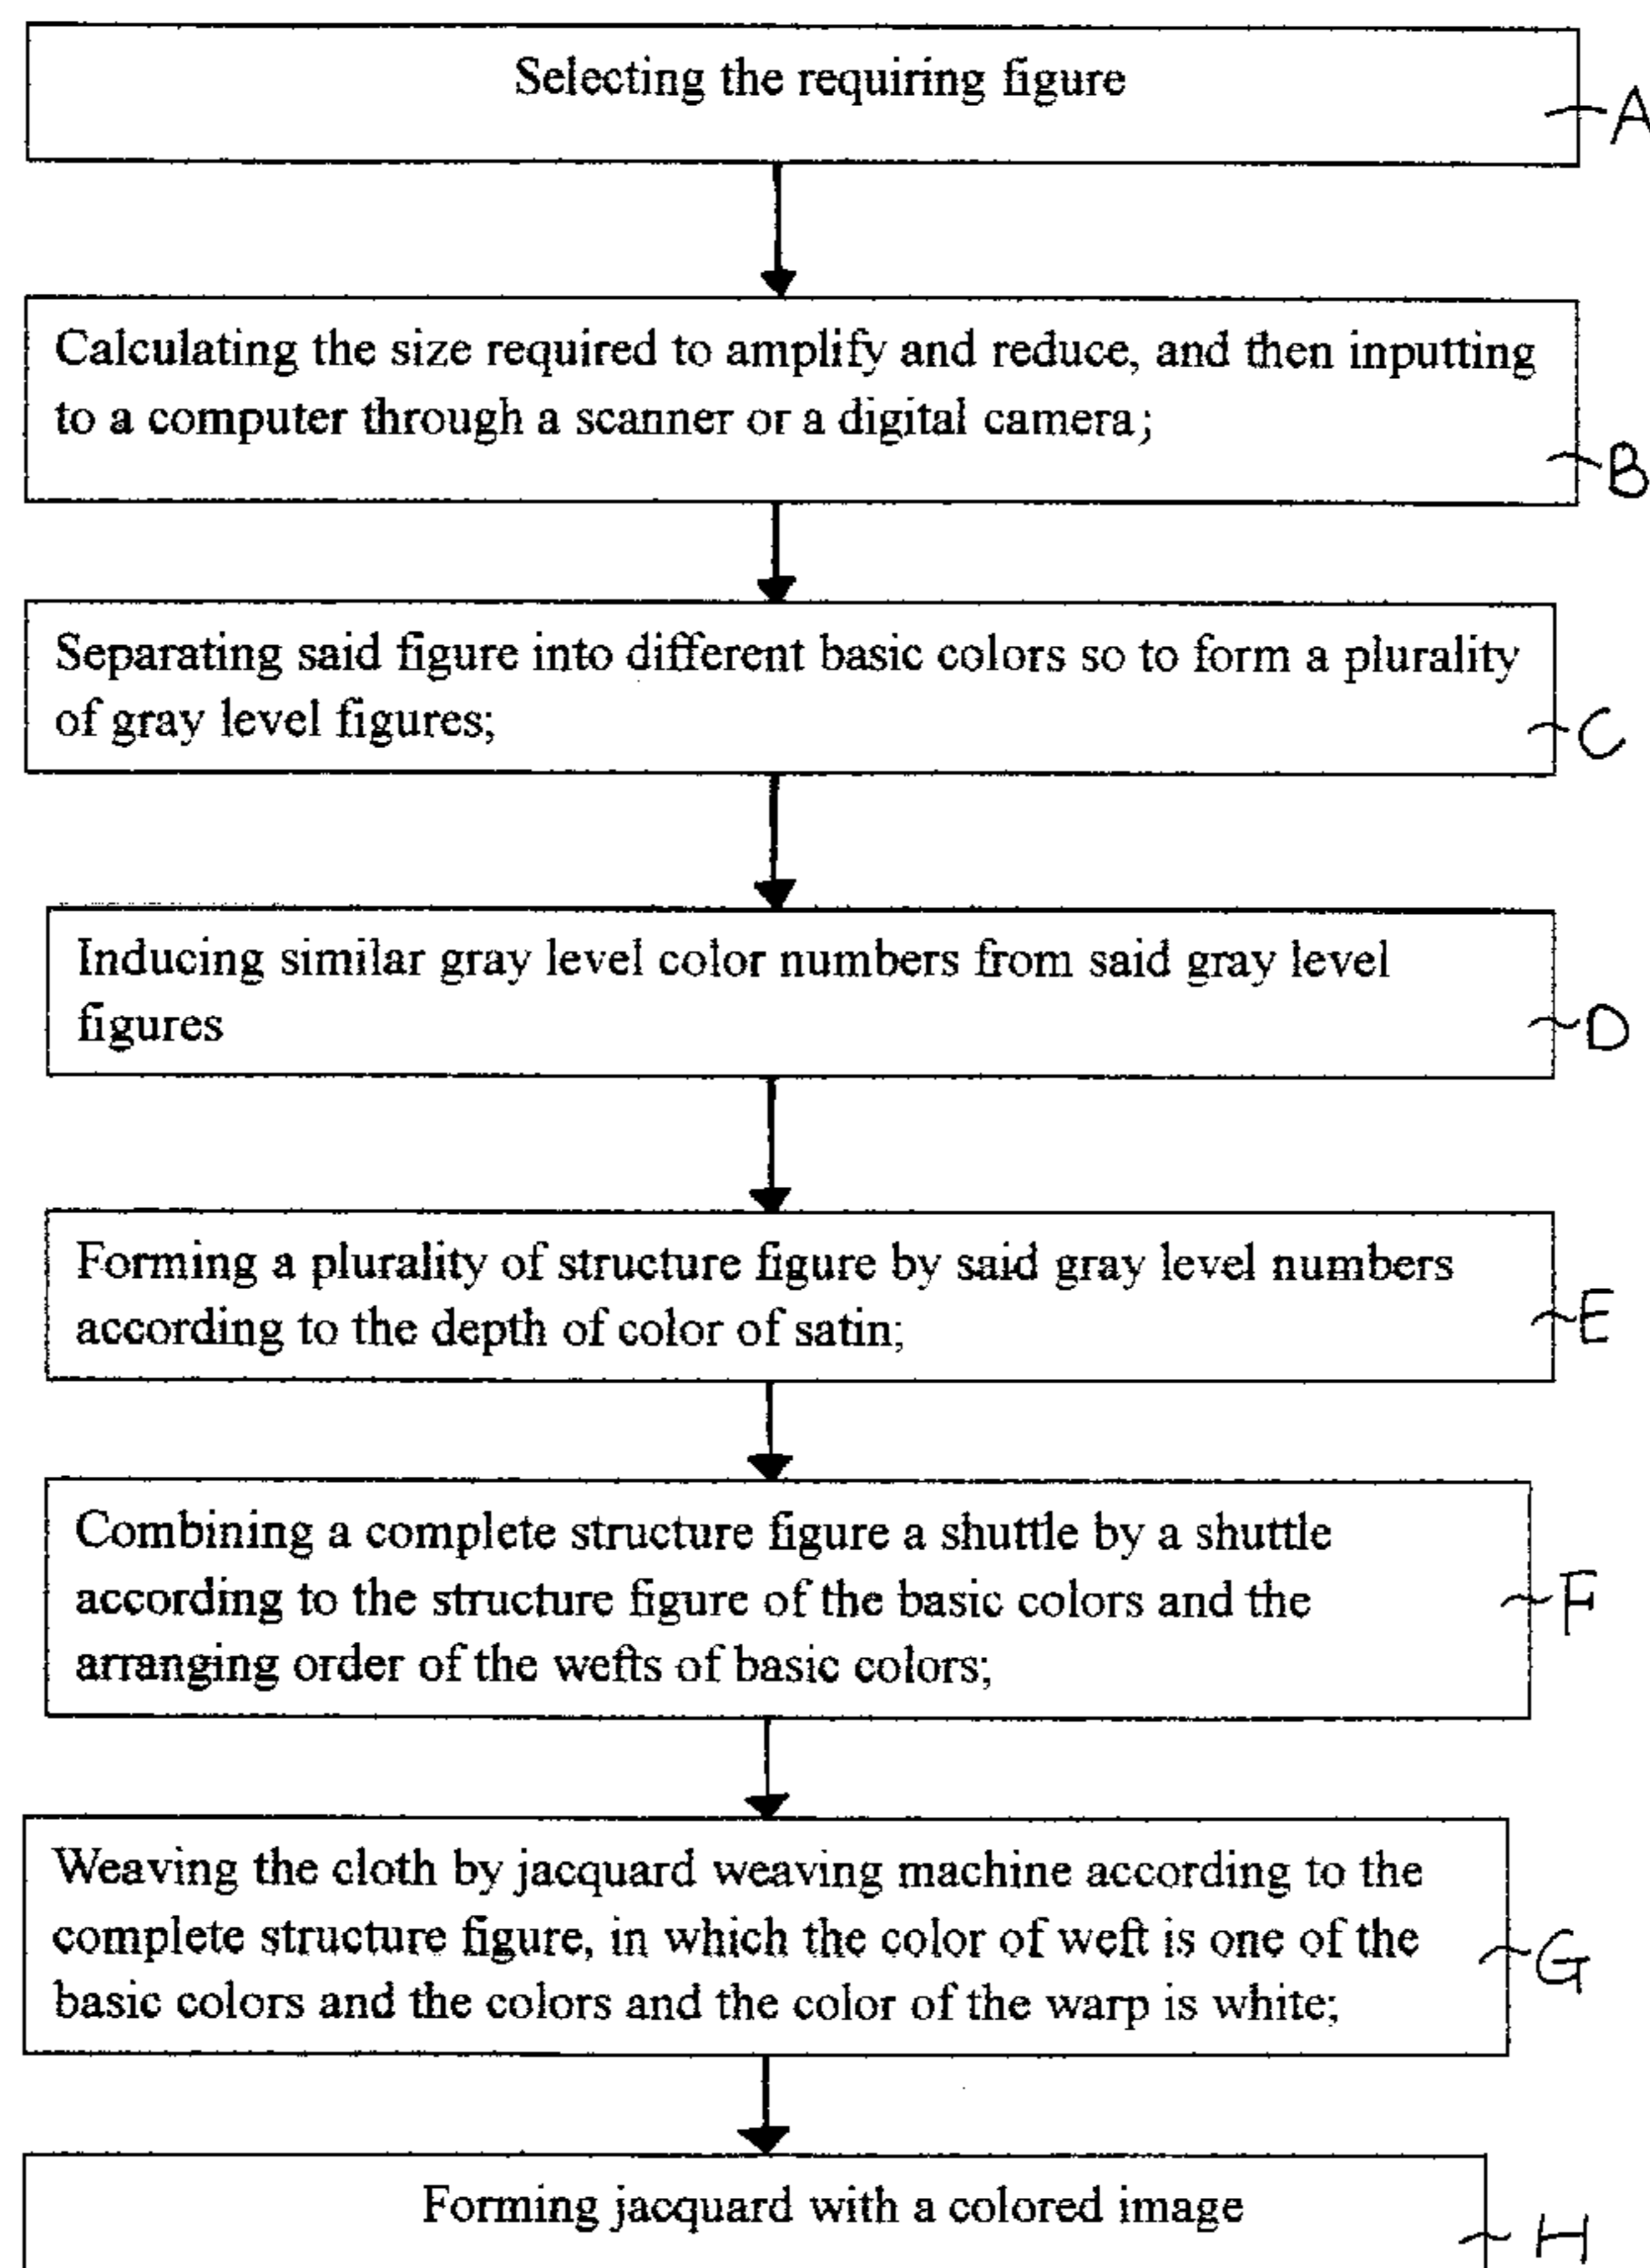 Selecting the requiring figure
A
Calculating the size required to amplify and reduce, and then inputting
to a computer through a scanner or a digital camera;
B
Separating said figure into different basic colors so to form a plurality
of gray level figures;
C
Inducing similar gray level color numbers from said gray level
figures
D
Forming a plurality of structure figure by said gray level numbers
according to the depth of color of satin;
E
Combining a complete structure figure a shuttle by a shuttle
according to the structure figure of the basic colors and the
arranging order of the wefts of basic colors;
F
Weaving the cloth by jacquard weaving machine according to the
complete structure figure, in which the color of weft is one of the
basic colors and the colors and the color of the warp is white;
G
Forming jacquard with a colored image
H